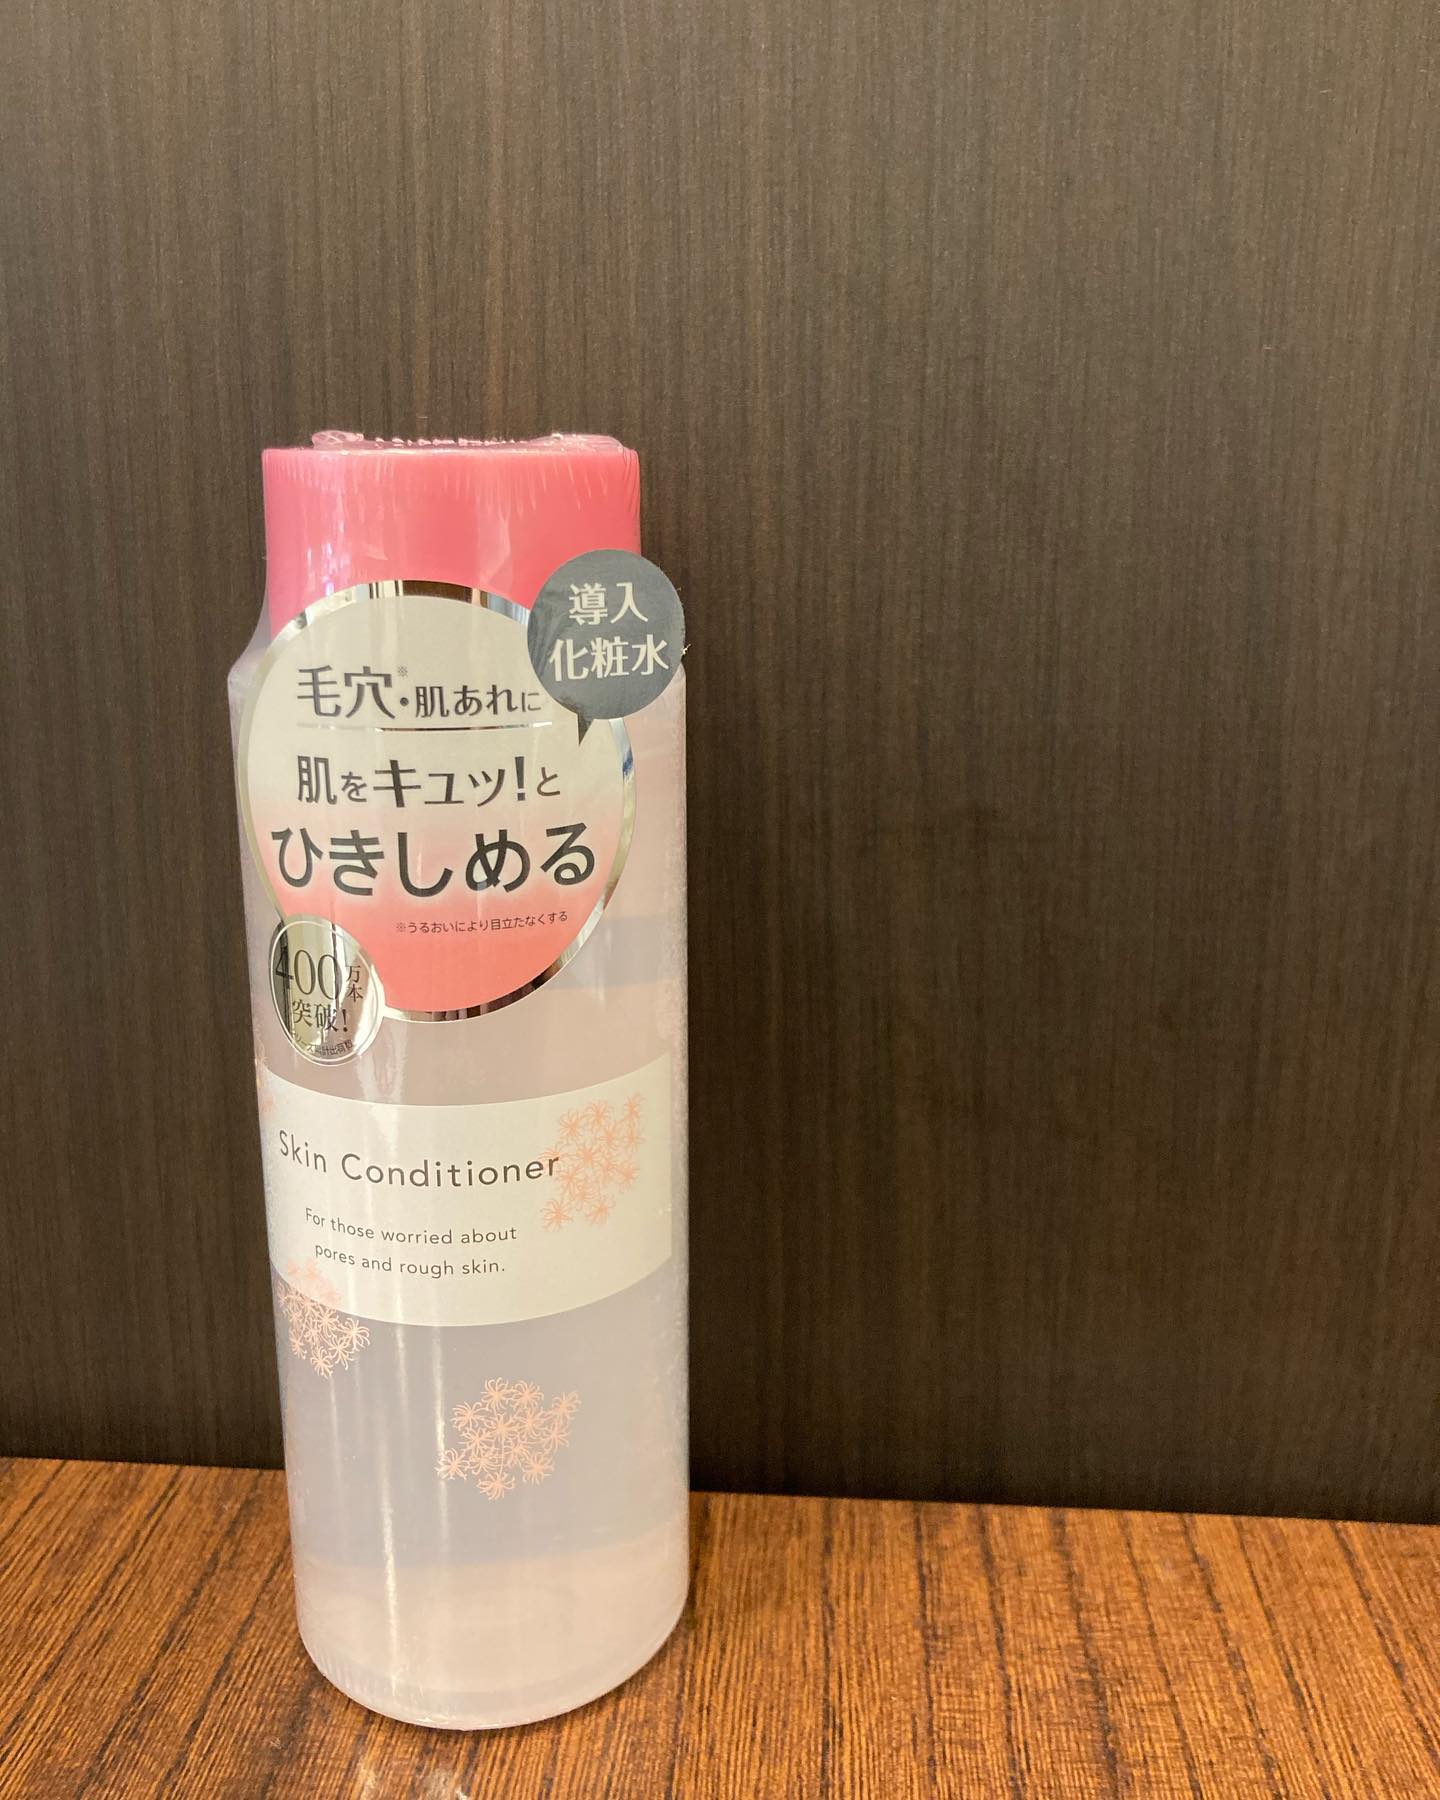 導入
化粧水
毛穴※・肌あれに
肌をキュッ!と
ひきしめる
※うるおいにより目立たなくする
400万本
突破!
Skin Conditioner
For those worried about
pores and rough skin.